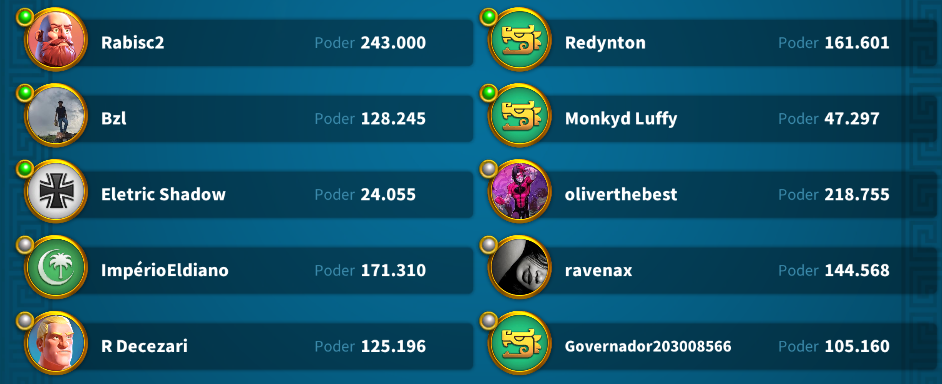 Rabisc2 Poder 243.000
Redynton Poder 161.601
Bzl Poder 128.245
Monkyd Luffy Poder 47.297
Eletric Shadow Poder 24.055
oliverthebest Poder 218.755
ImpérioEldiano Poder 171.310
ravenax Poder 144.568
R Decezari Poder 125.196
Governador203008566 Poder 105.160